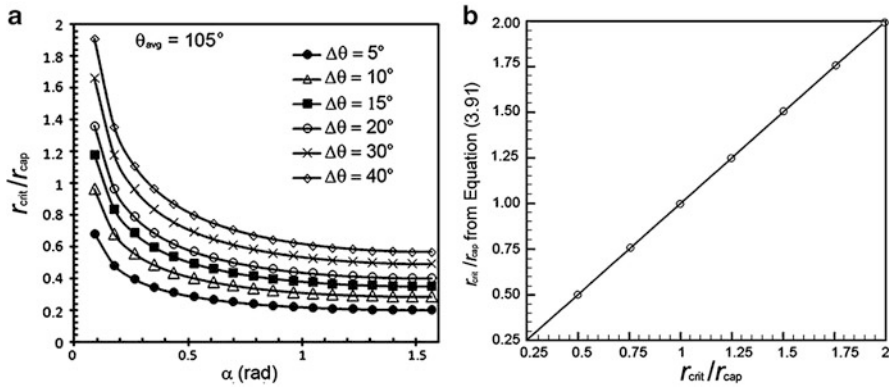 a
θavg = 105°
Δθ = 5°
Δθ = 10°
Δθ = 15°
Δθ = 20°
Δθ = 30°
Δθ = 40°
rcrit/rcap
2
1.8
1.6
1.4
1.2
1
0.8
0.6
0.4
0.2
0
0.5
1
1.5
α (rad)
b
rcrit/rcap from Equation (3.91)
2
1.75
1.50
1.25
1.00
0.75
0.50
0.25
0.25
0.75
1
1.25
1.5
1.75
2
rcrit/rcap